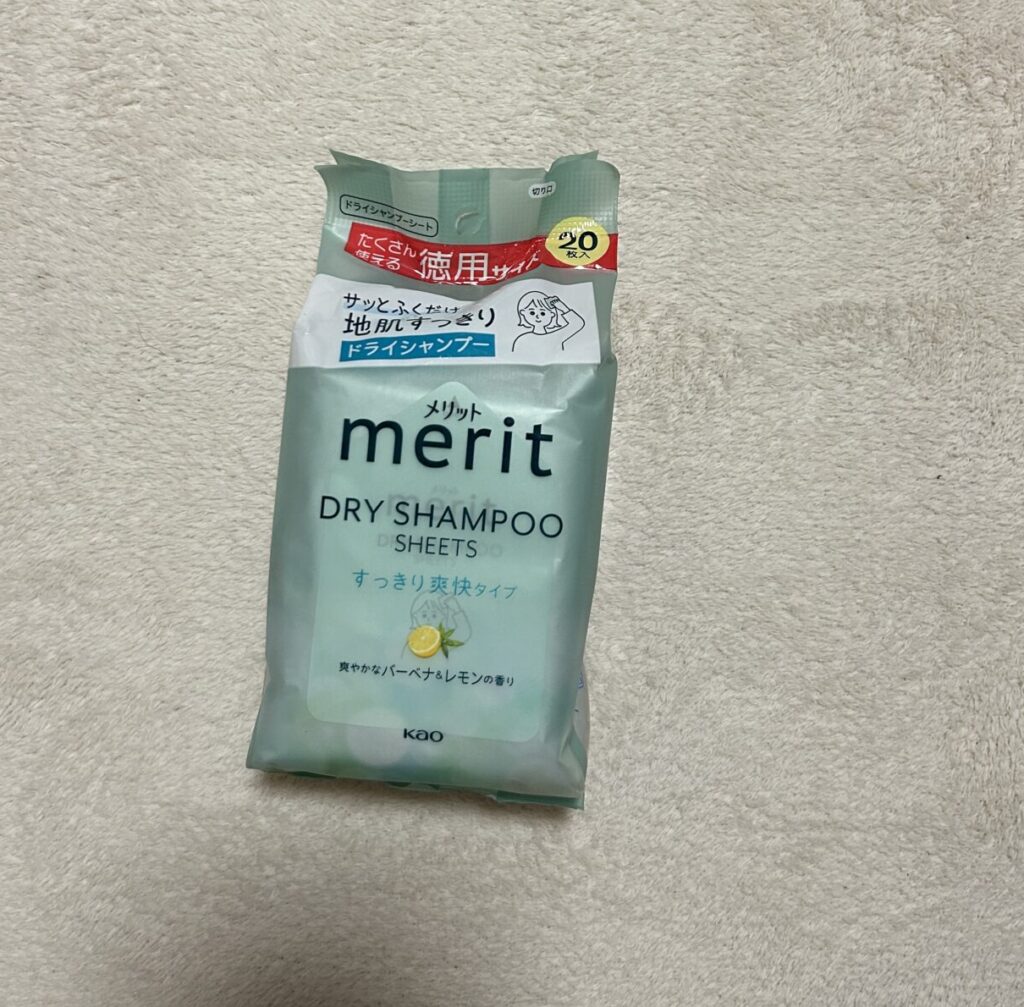 切り口
ドライシャンプーシート
たくさん
使える
徳用サイズ
20
枚入
サッとふくだけ
地肌すっきり
ドライシャンプー
メリット
merit
DRY SHAMPOO
SHEETS
すっきり爽快タイプ
爽やかなバーベナ&レモンの香り
Kao